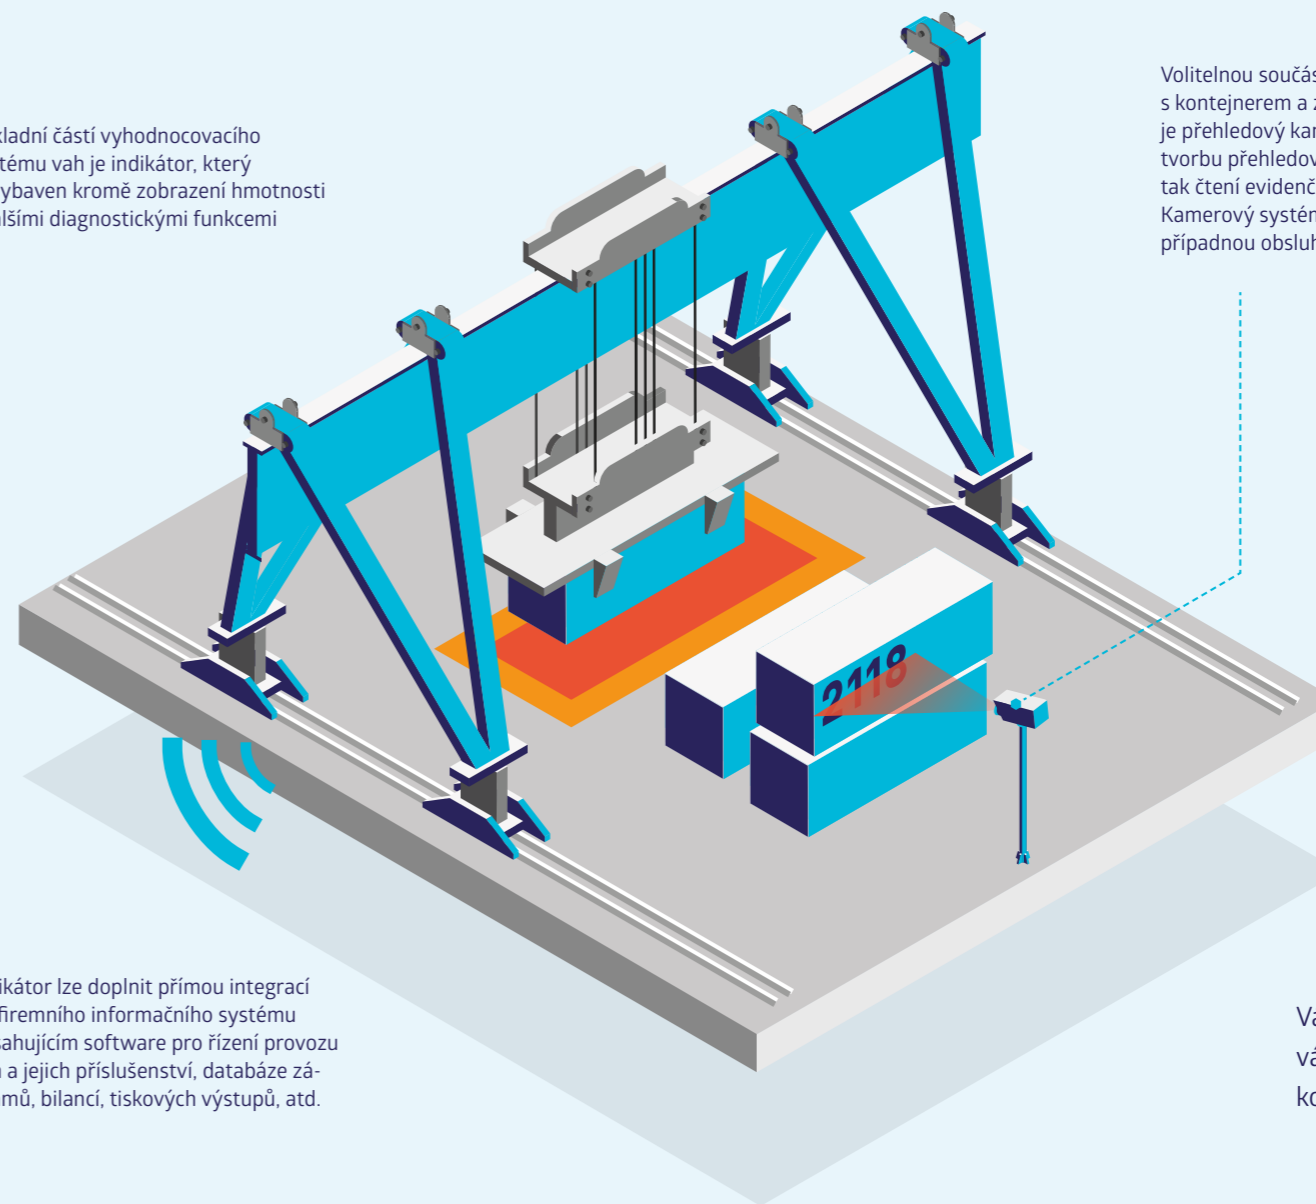 kladní částí vyhodnocovacího
tému vah je indikátor, který
ybaven kromě zobrazení hmotnosti
lšími diagnostickými funkcemi
Volitelnou součás
s kontejnerem a z
je přehledový kam
tvorbu přehledov
tak čtení evidenč
Kamerový systém
případnou obsluh
2118
ikátor lze doplnit přímou integrací
firemního informačního systému
sahujícím software pro řízení provozu
a jejich příslušenství, databáze zá-
mů, bilancí, tiskových výstupů, atd.
Va
vá
ko